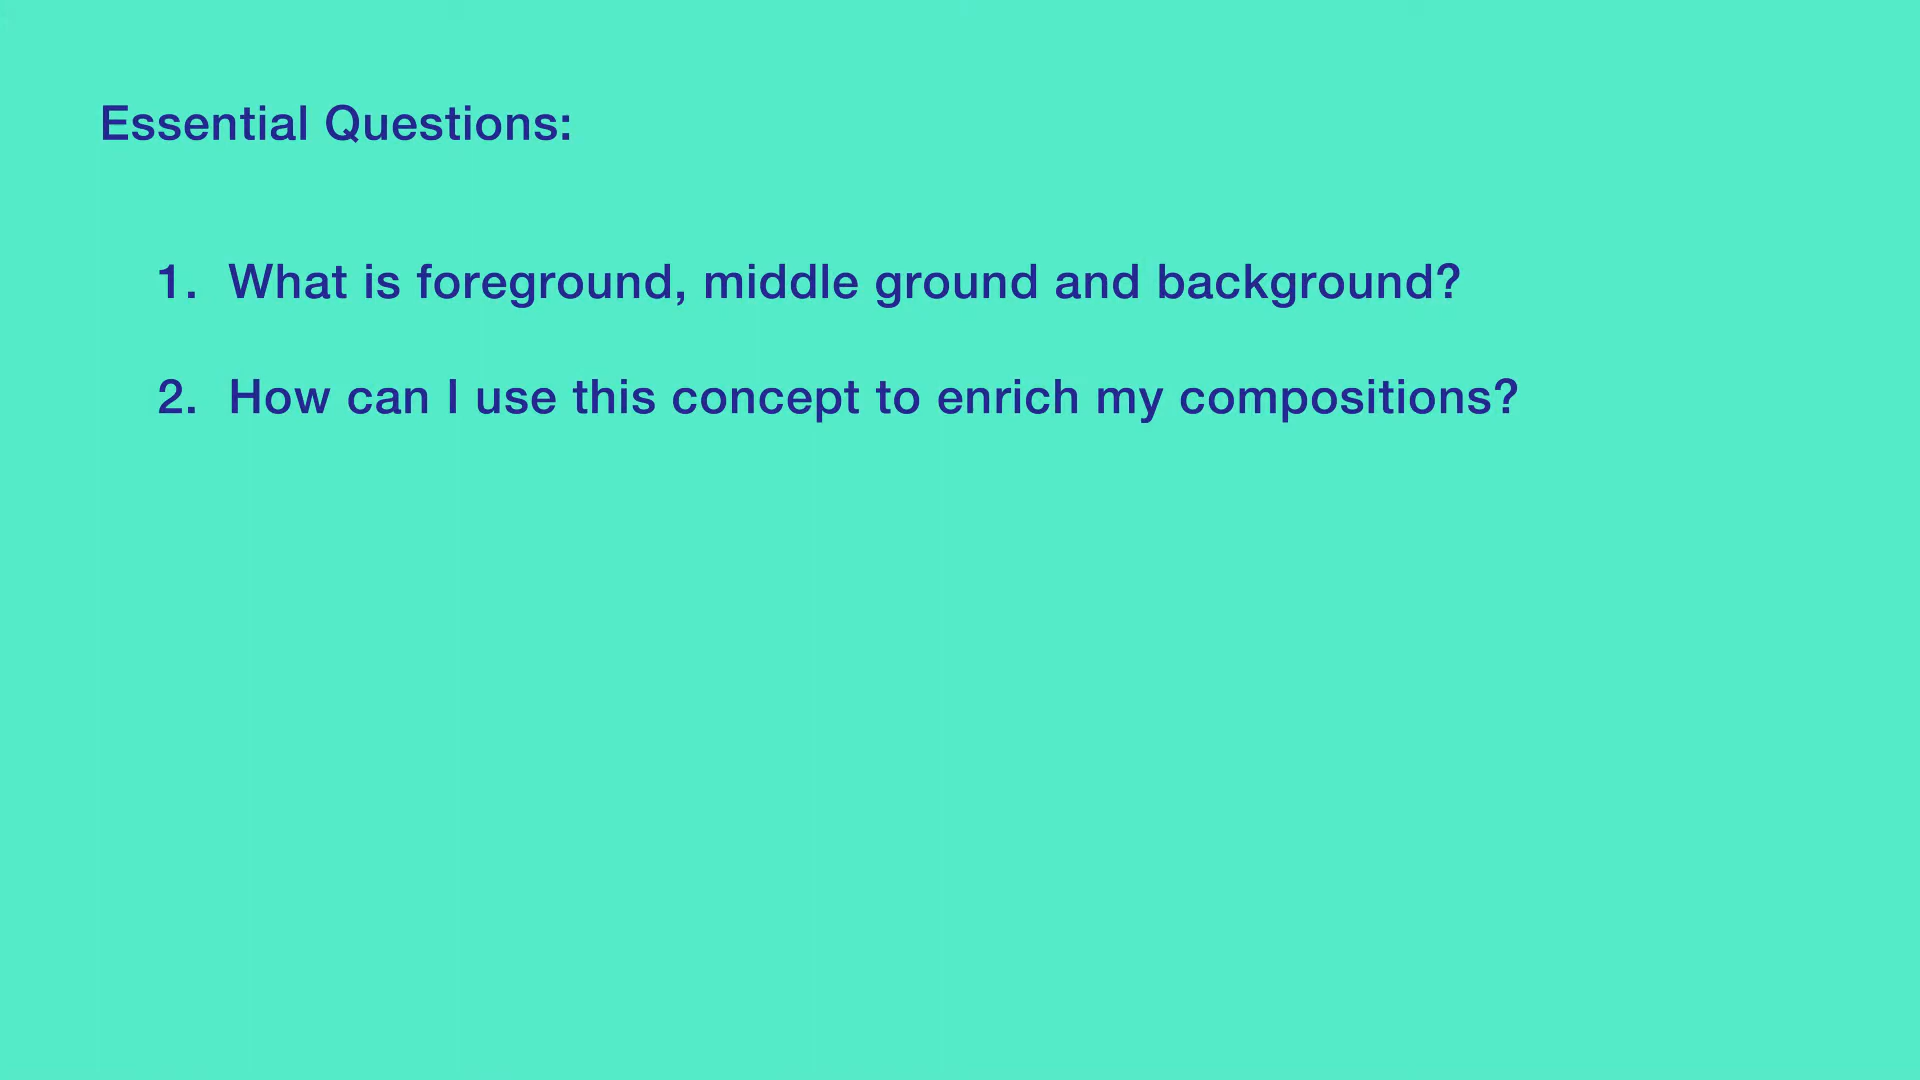 Essential Questions:
1. What is foreground, middle ground and background?
2. How can I use this concept to enrich my compositions?